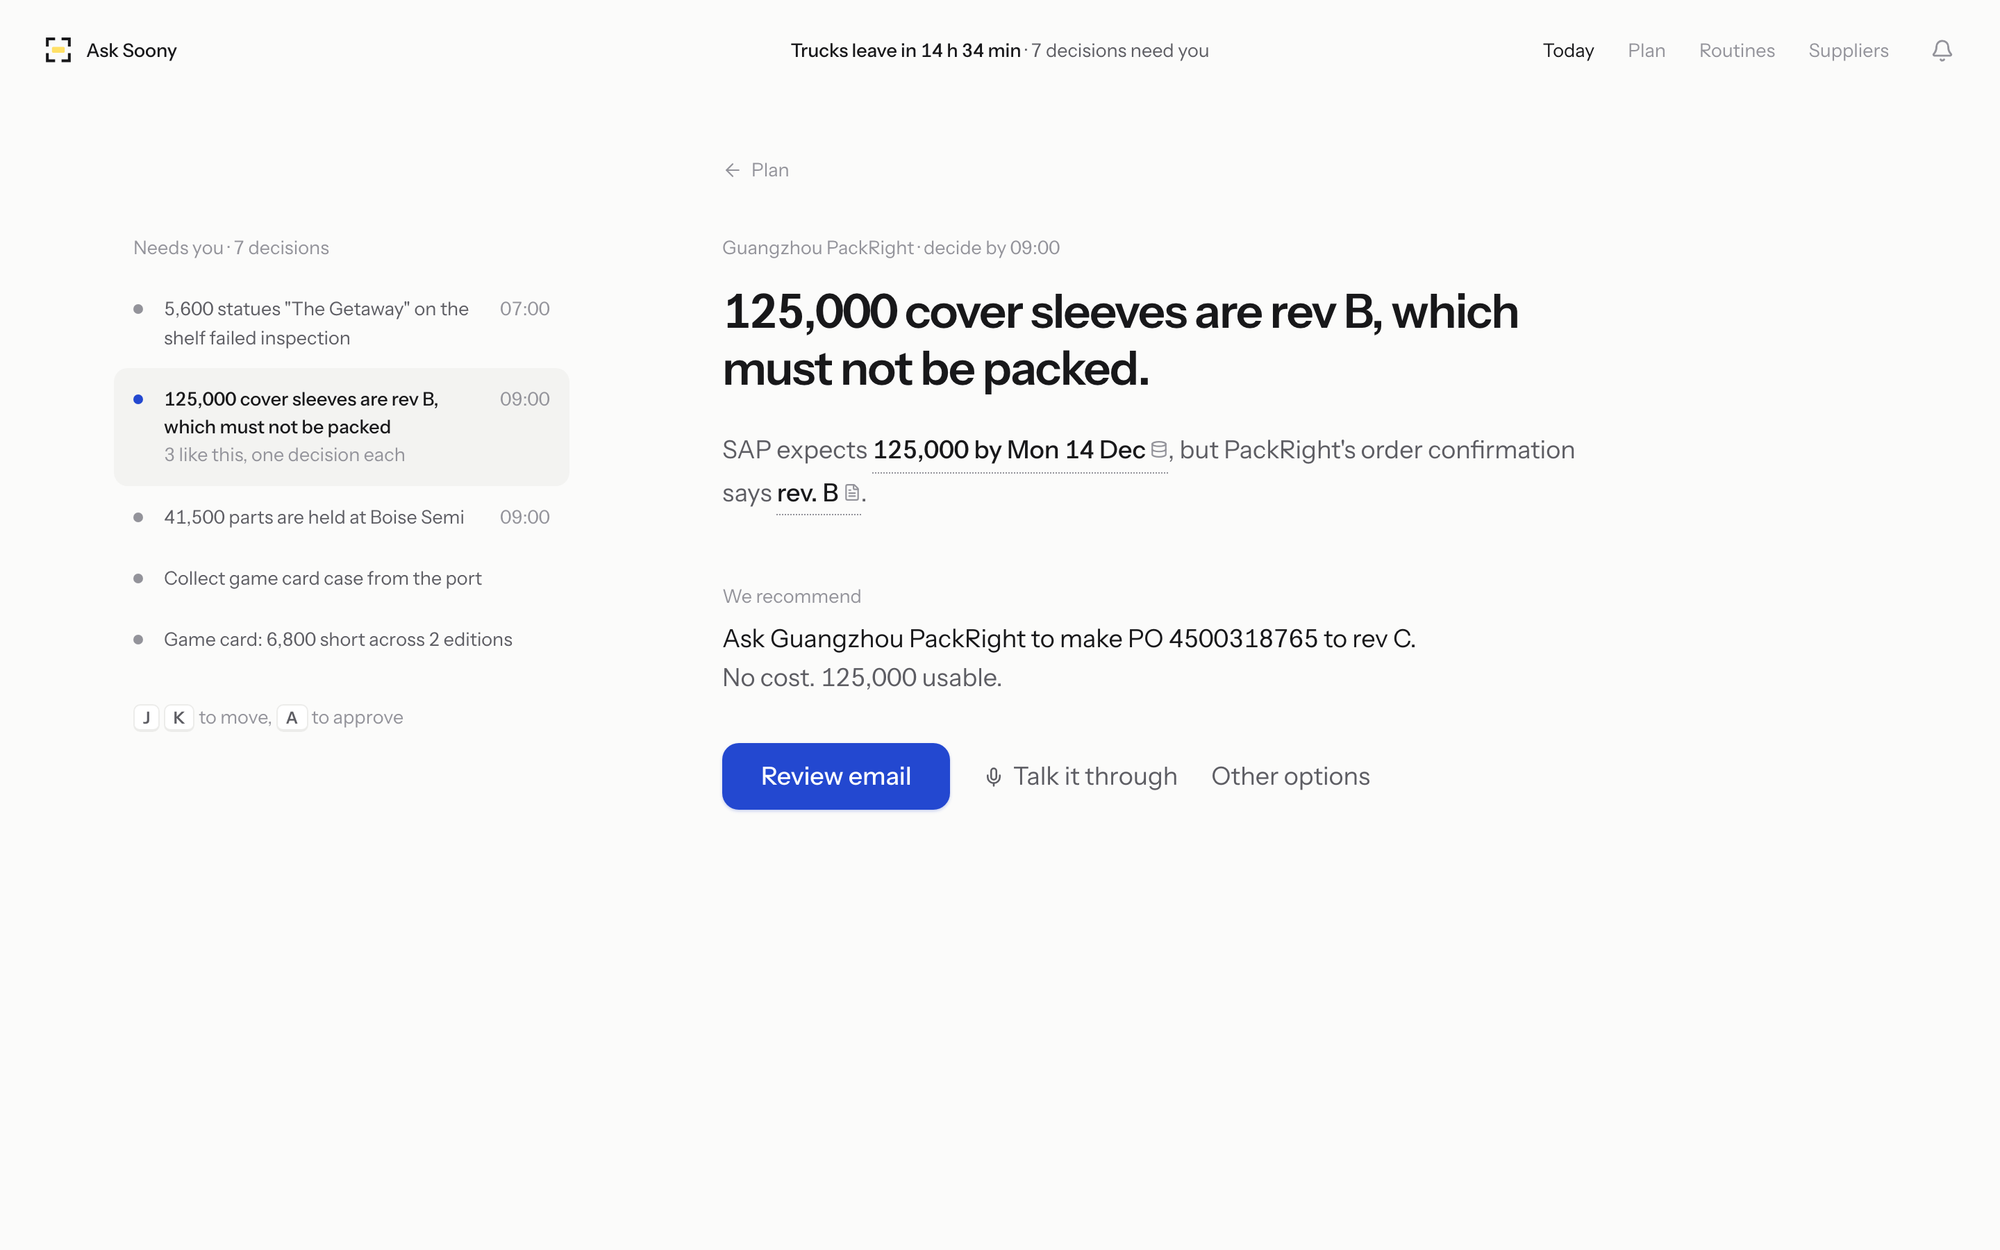 Ask Soony
Trucks leave in 14 h 34 min · 7 decisions need you
Today
Plan
Routines
Suppliers
Plan
Needs you · 7 decisions
5,600 statues "The Getaway" on the 07:00
shelf failed inspection
125,000 cover sleeves are rev B, 09:00
which must not be packed
3 like this, one decision each
41,500 parts are held at Boise Semi 09:00
Collect game card case from the port
Game card: 6,800 short across 2 editions
J K to move, A to approve
Guangzhou PackRight · decide by 09:00
125,000 cover sleeves are rev B, which
must not be packed.
SAP expects 125,000 by Mon 14 Dec, but PackRight's order confirmation
says rev. B.
We recommend
Ask Guangzhou PackRight to make PO 4500318765 to rev C.
No cost. 125,000 usable.
Review email
Talk it through
Other options